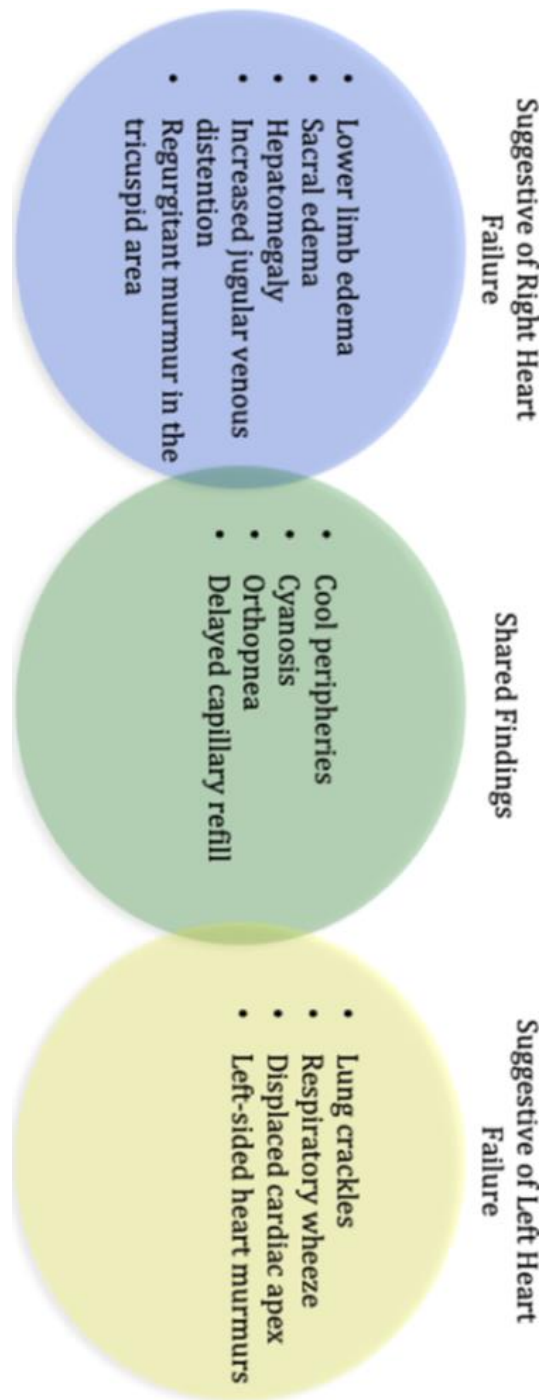 Suggestive of Right Heart
Failure
• Lower limb edema
• Sacral edema
• Hepatomegaly
• Increased jugular venous
distention
• Regurgitant murmur in the
tricuspid area
Shared Findings
• Cool peripheries
• Cyanosis
• Orthopnea
• Delayed capillary refill
Suggestive of Left Heart
Failure
• Lung crackles
• Respiratory wheeze
• Displaced cardiac apex
• Left-sided heart murmurs